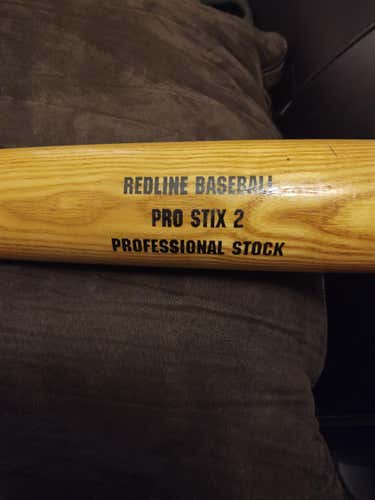 REDLINE BASEBALL
PRO STIX 2
PROFESSIONAL STOCK